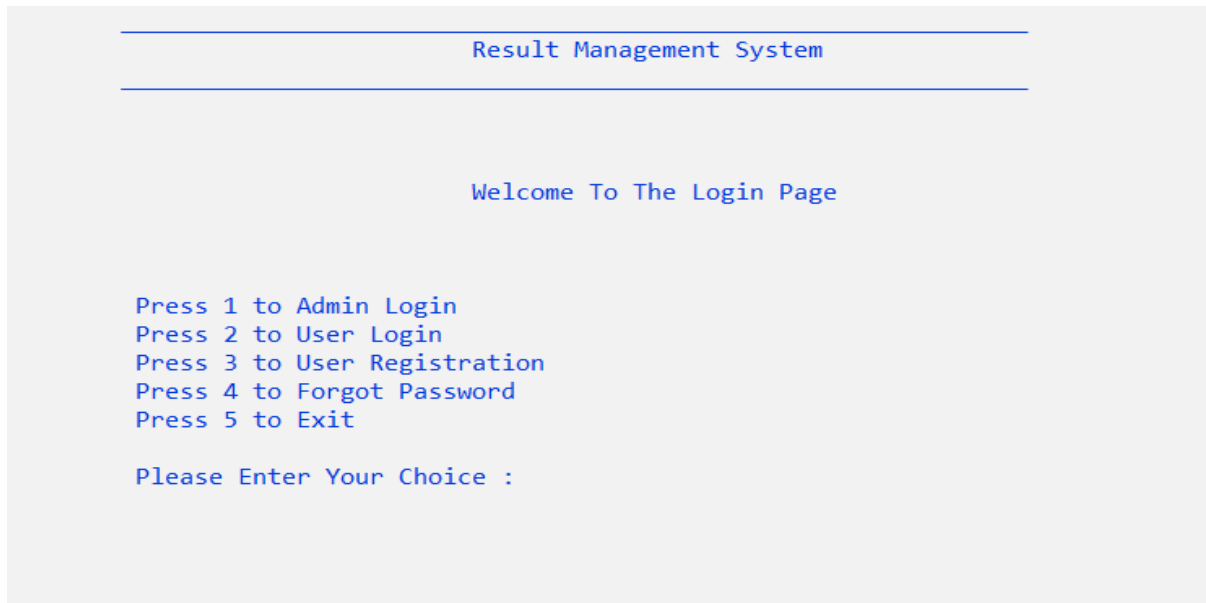 Result Management System
Welcome To The Login Page
Press 1 to Admin Login
Press 2 to User Login
Press 3 to User Registration
Press 4 to Forgot Password
Press 5 to Exit
Please Enter Your Choice :